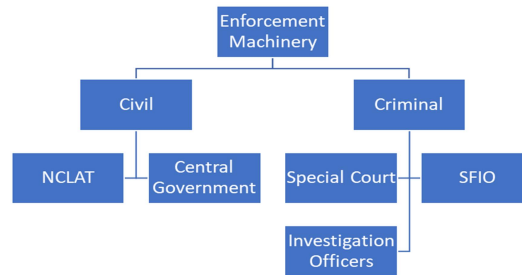 Enforcement
Machinery
Civil
Criminal
NCLAT
Central
Government
Special Court
SFIO
Investigation
Officers